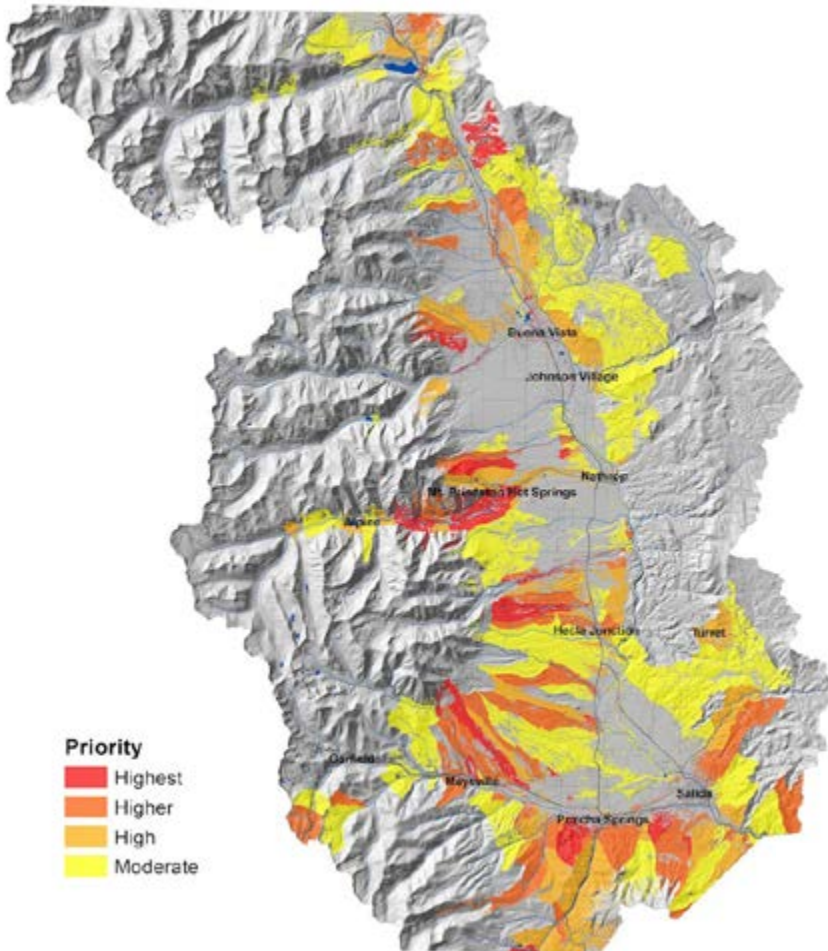 Buena Vista
Johnson Village
Nathrop
Mt. Princeton Hot Springs
Alpine
Hecla Junction
Turret
Garfield
Maysville
Salida
Poncha Springs
Priority
Highest
Higher
High
Moderate